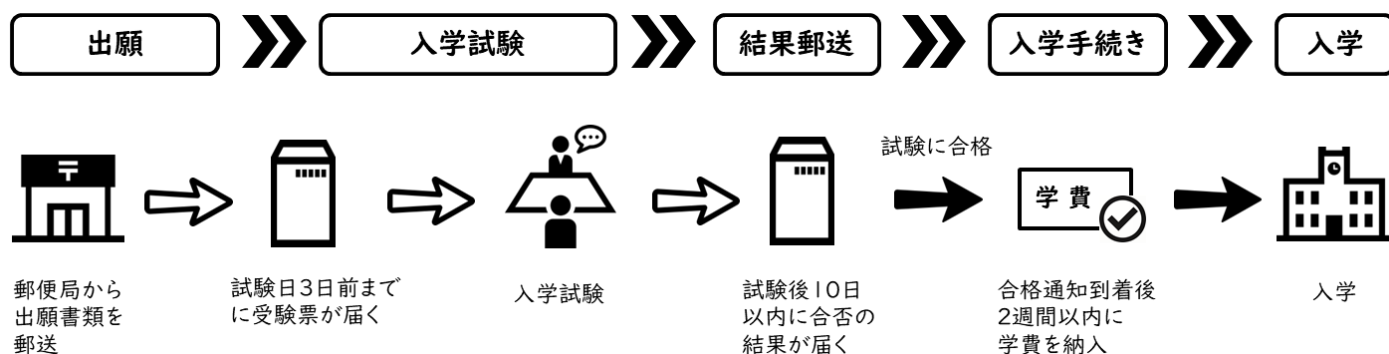 出願
入学試験
結果郵送
入学手続き
入学
試験に合格
学費
郵便局から
出願書類を
郵送
試験日3日前まで
に受験票が届く
入学試験
試験後10日
以内に合否の
結果が届く
合格通知到着後
2週間以内に
学費を納入
入学